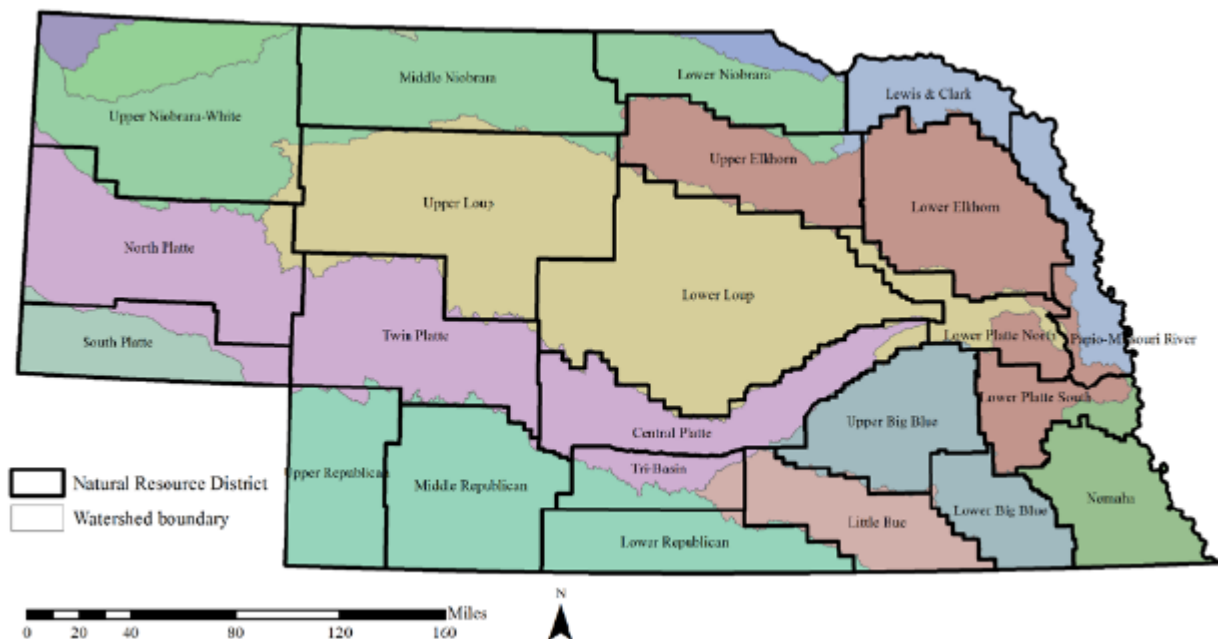 Middle Niobrara
Lower Niobrara
Lewis & Clark
Upper Niobrara-White
Upper Elkhorn
Upper Loup
Lower Elkhorn
North Platte
Lower Loup
South Platte
Twin Platte
Lower Platte North
Papio-Missouri River
Lower Platte South
Upper Big Blue
Central Platte
Upper Republican
Middle Republican
Tri-Basin
Nemaha
Lower Big Blue
Little Bue
Lower Republican
Natural Resource District
Watershed boundary
Miles
0 10 20 40 80 120 160
N